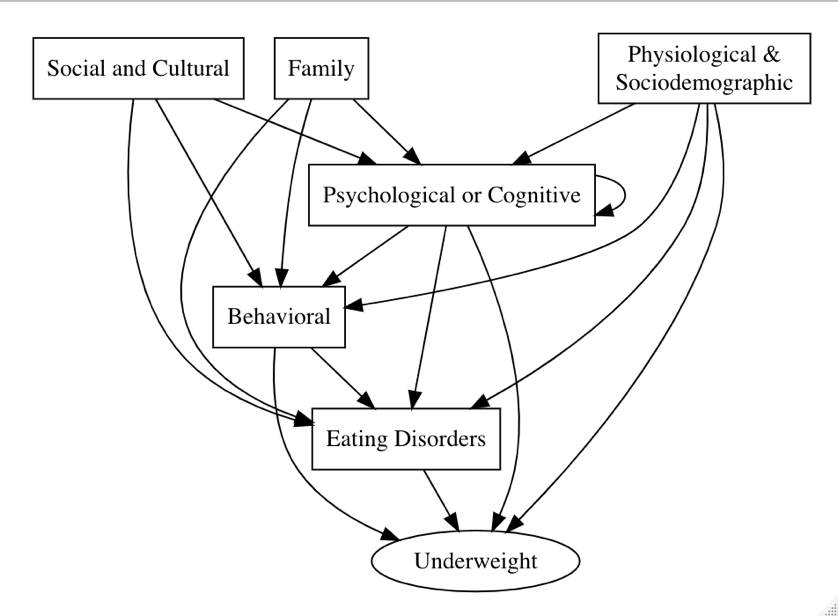 Social and Cultural
Family
Physiological &
Sociodemographic
Psychological or Cognitive
Behavioral
Eating Disorders
Underweight